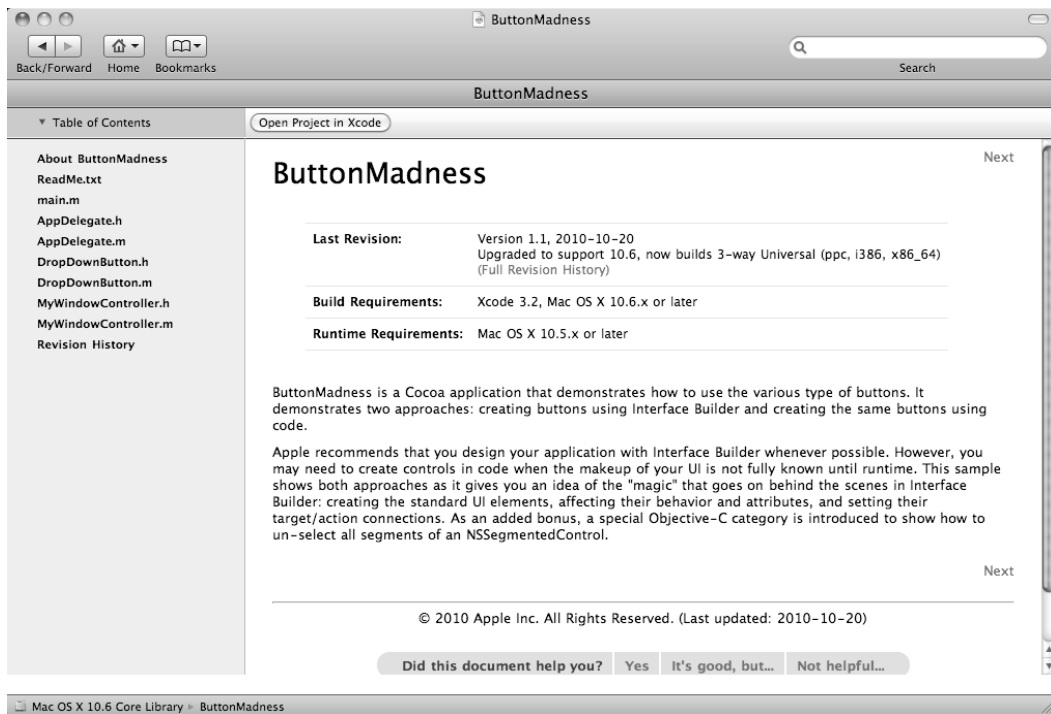 ButtonMadness
Back/Forward Home Bookmarks
Search
ButtonMadness
Table of Contents
Open Project in Xcode
About ButtonMadness
ReadMe.txt
main.m
AppDelegate.h
AppDelegate.m
DropDownButton.h
DropDownButton.m
MyWindowController.h
MyWindowController.m
Revision History
Next
ButtonMadness
Last Revision: Version 1.1, 2010-10-20
Upgraded to support 10.6, now builds 3-way Universal (ppc, i386, x86_64)
(Full Revision History)
Build Requirements: Xcode 3.2, Mac OS X 10.6.x or later
Runtime Requirements: Mac OS X 10.5.x or later
ButtonMadness is a Cocoa application that demonstrates how to use the various type of buttons. It
demonstrates two approaches: creating buttons using Interface Builder and creating the same buttons using
code.
Apple recommends that you design your application with Interface Builder whenever possible. However, you
may need to create controls in code when the makeup of your UI is not fully known until runtime. This sample
shows both approaches as it gives you an idea of the "magic" that goes on behind the scenes in Interface
Builder: creating the standard UI elements, affecting their behavior and attributes, and setting their
target/action connections. As an added bonus, a special Objective-C category is introduced to show how to
un-select all segments of an NSSegmentedControl.
Next
© 2010 Apple Inc. All Rights Reserved. (Last updated: 2010-10-20)
Did this document help you? Yes It's good, but... Not helpful...
Mac OS X 10.6 Core Library ButtonMadness